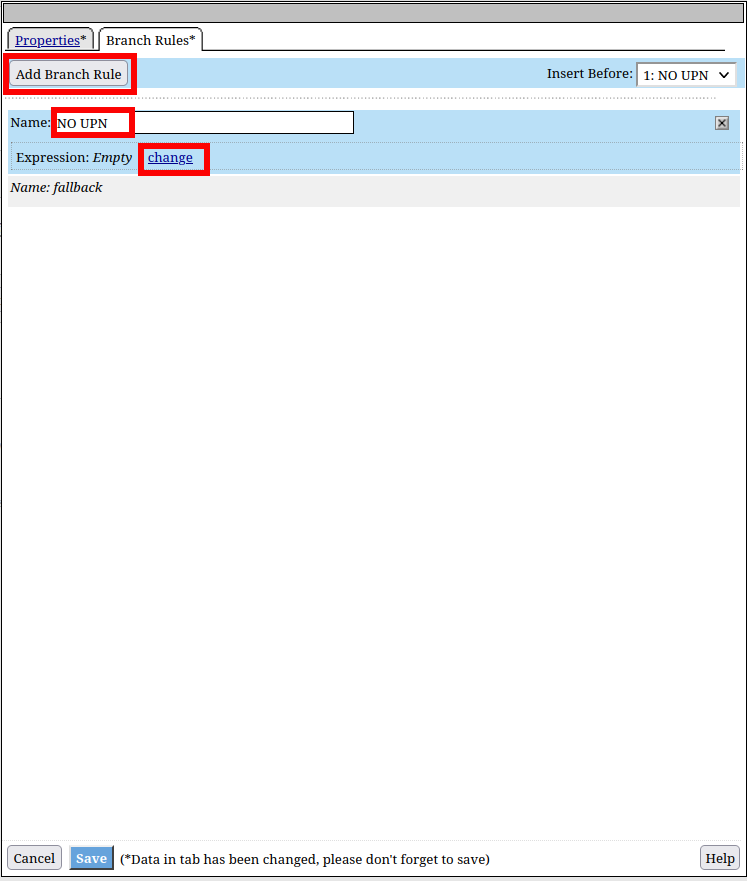 Properties* Branch Rules*
Add Branch Rule Insert Before: 1: NO UPN
Name: NO UPN
Expression: Empty change
Name: fallback
Cancel Save (*Data in tab has been changed, please don't forget to save) Help